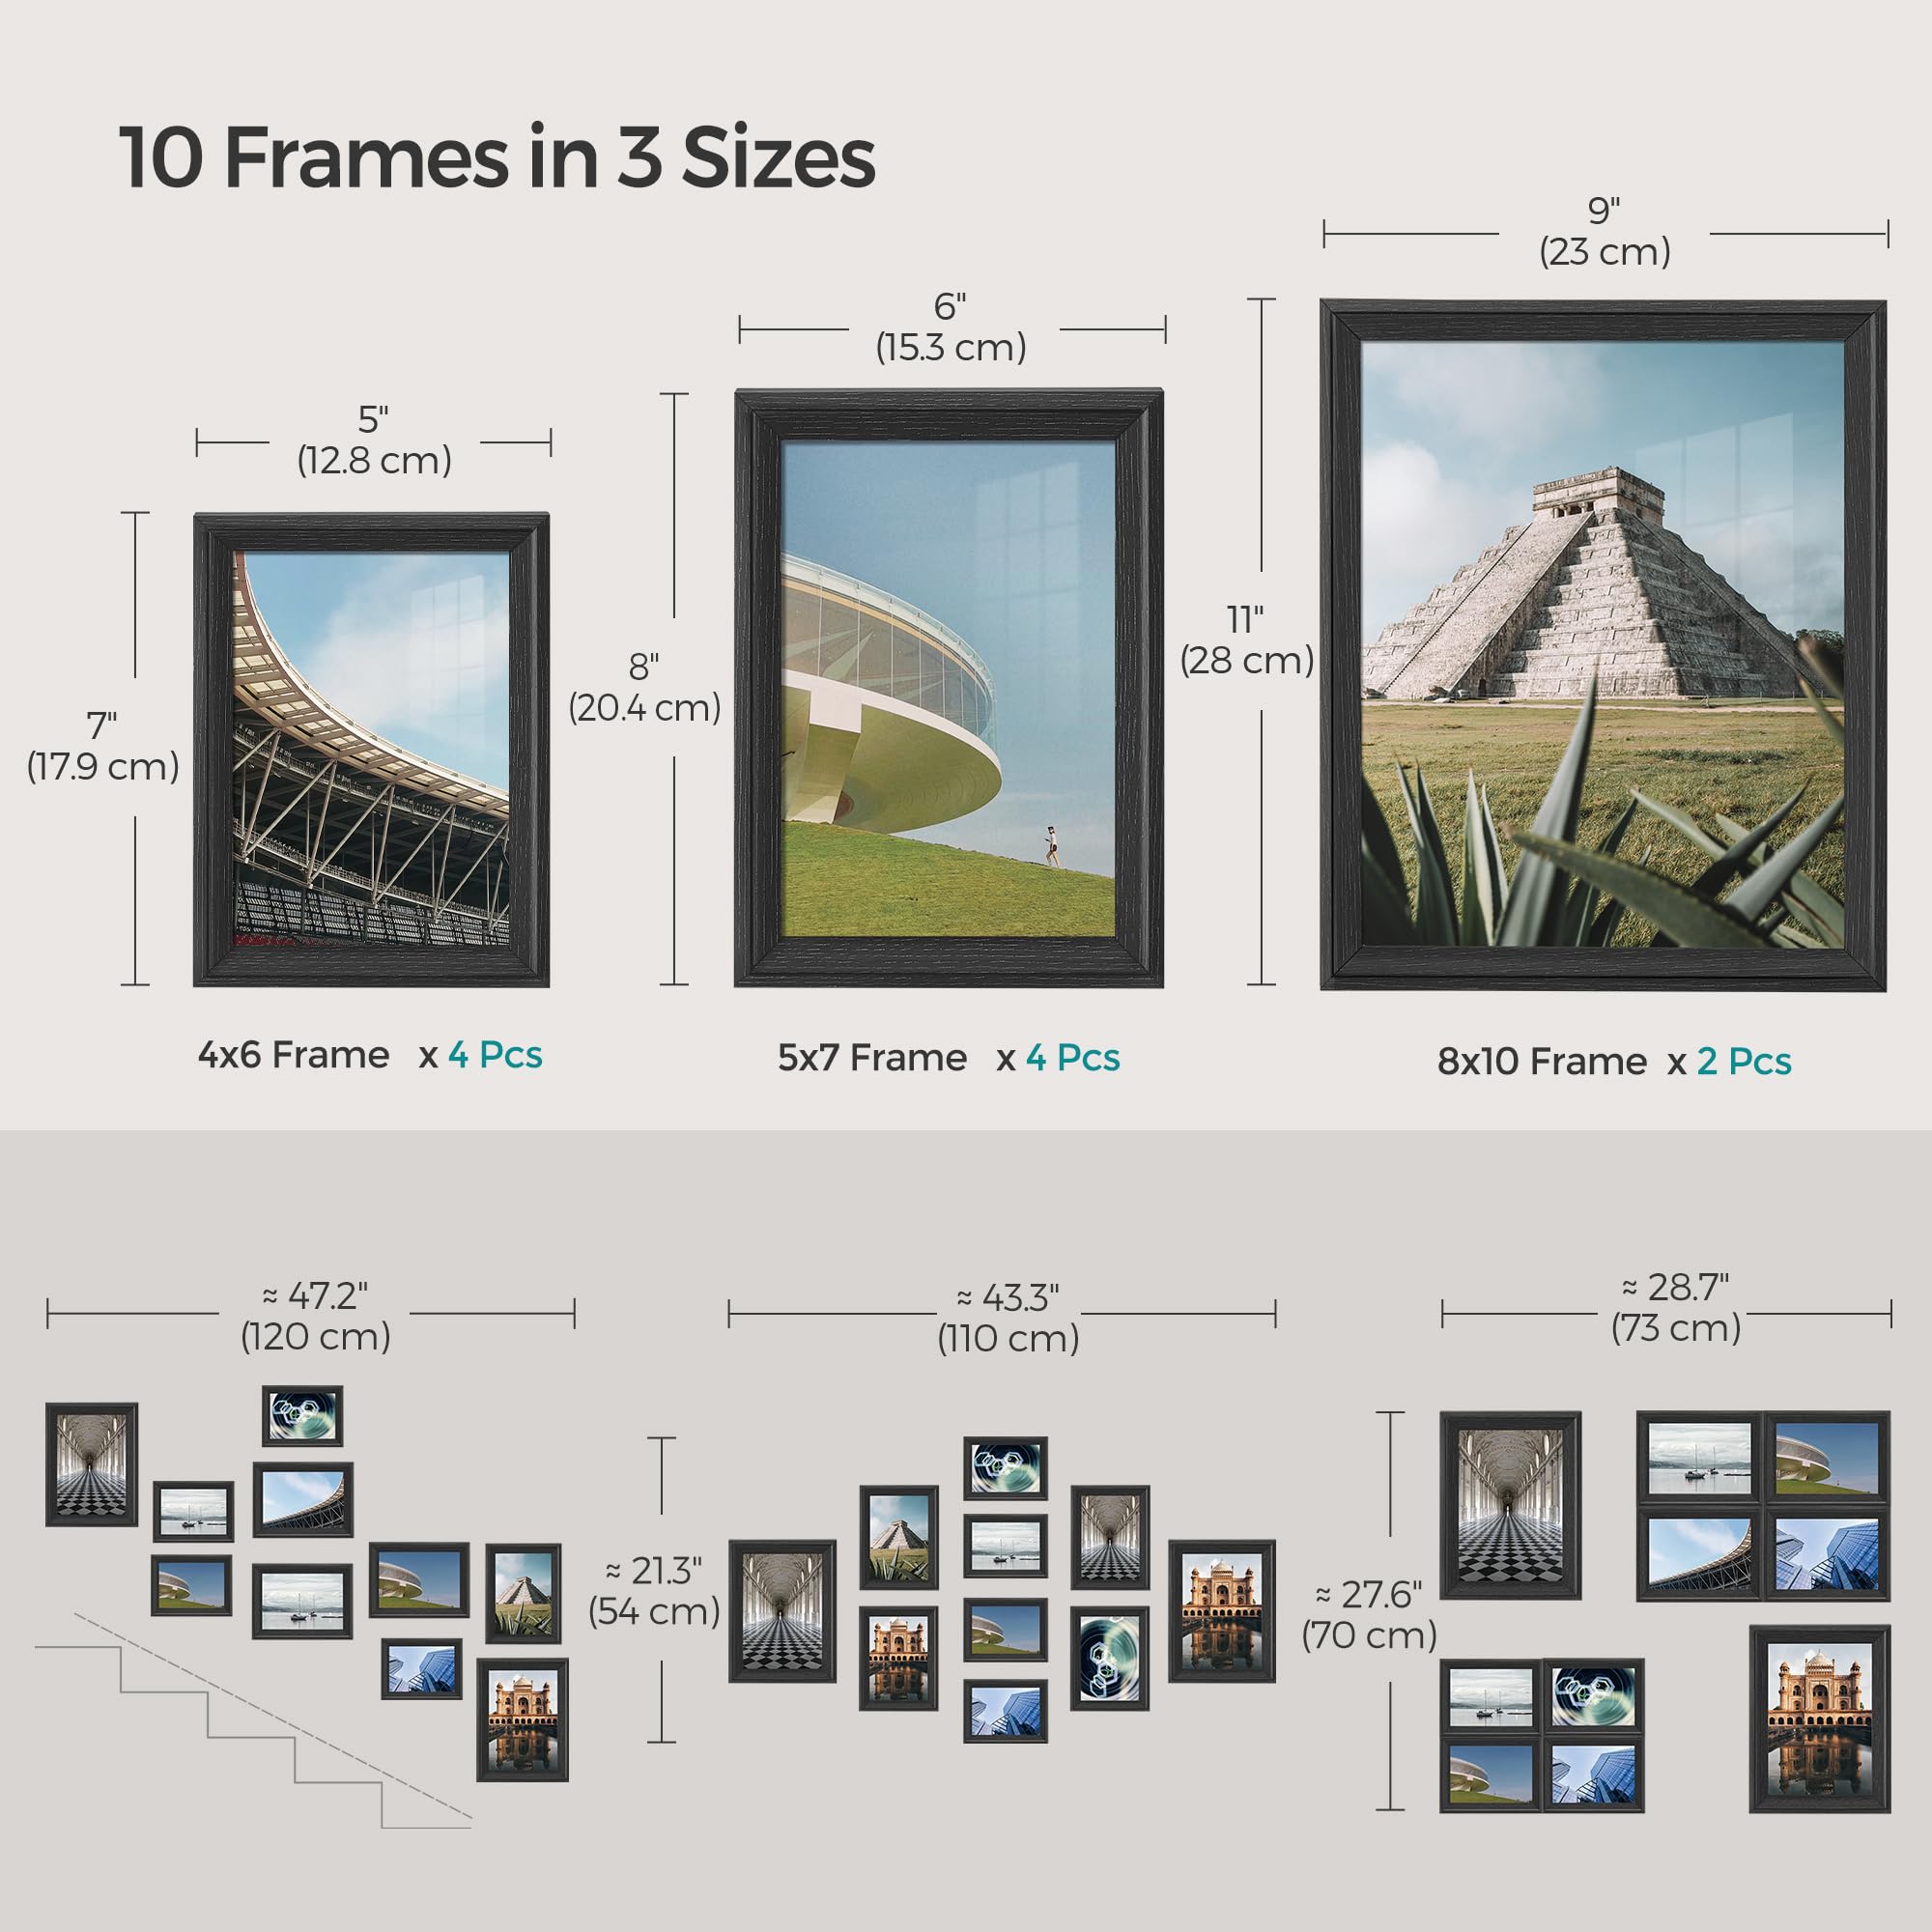 10 Frames in 3 Sizes
9"
(23 cm)
6"
(15.3 cm)
5"
(12.8 cm)
11"
(28 cm)
8"
(20.4 cm)
7"
(17.9 cm)
4x6 Frame x 4 Pcs
5x7 Frame x 4 Pcs
8x10 Frame x 2 Pcs
≈ 47.2"
(120 cm)
≈ 43.3"
(110 cm)
≈ 28.7"
(73 cm)
≈ 21.3"
(54 cm)
≈ 27.6"
(70 cm)